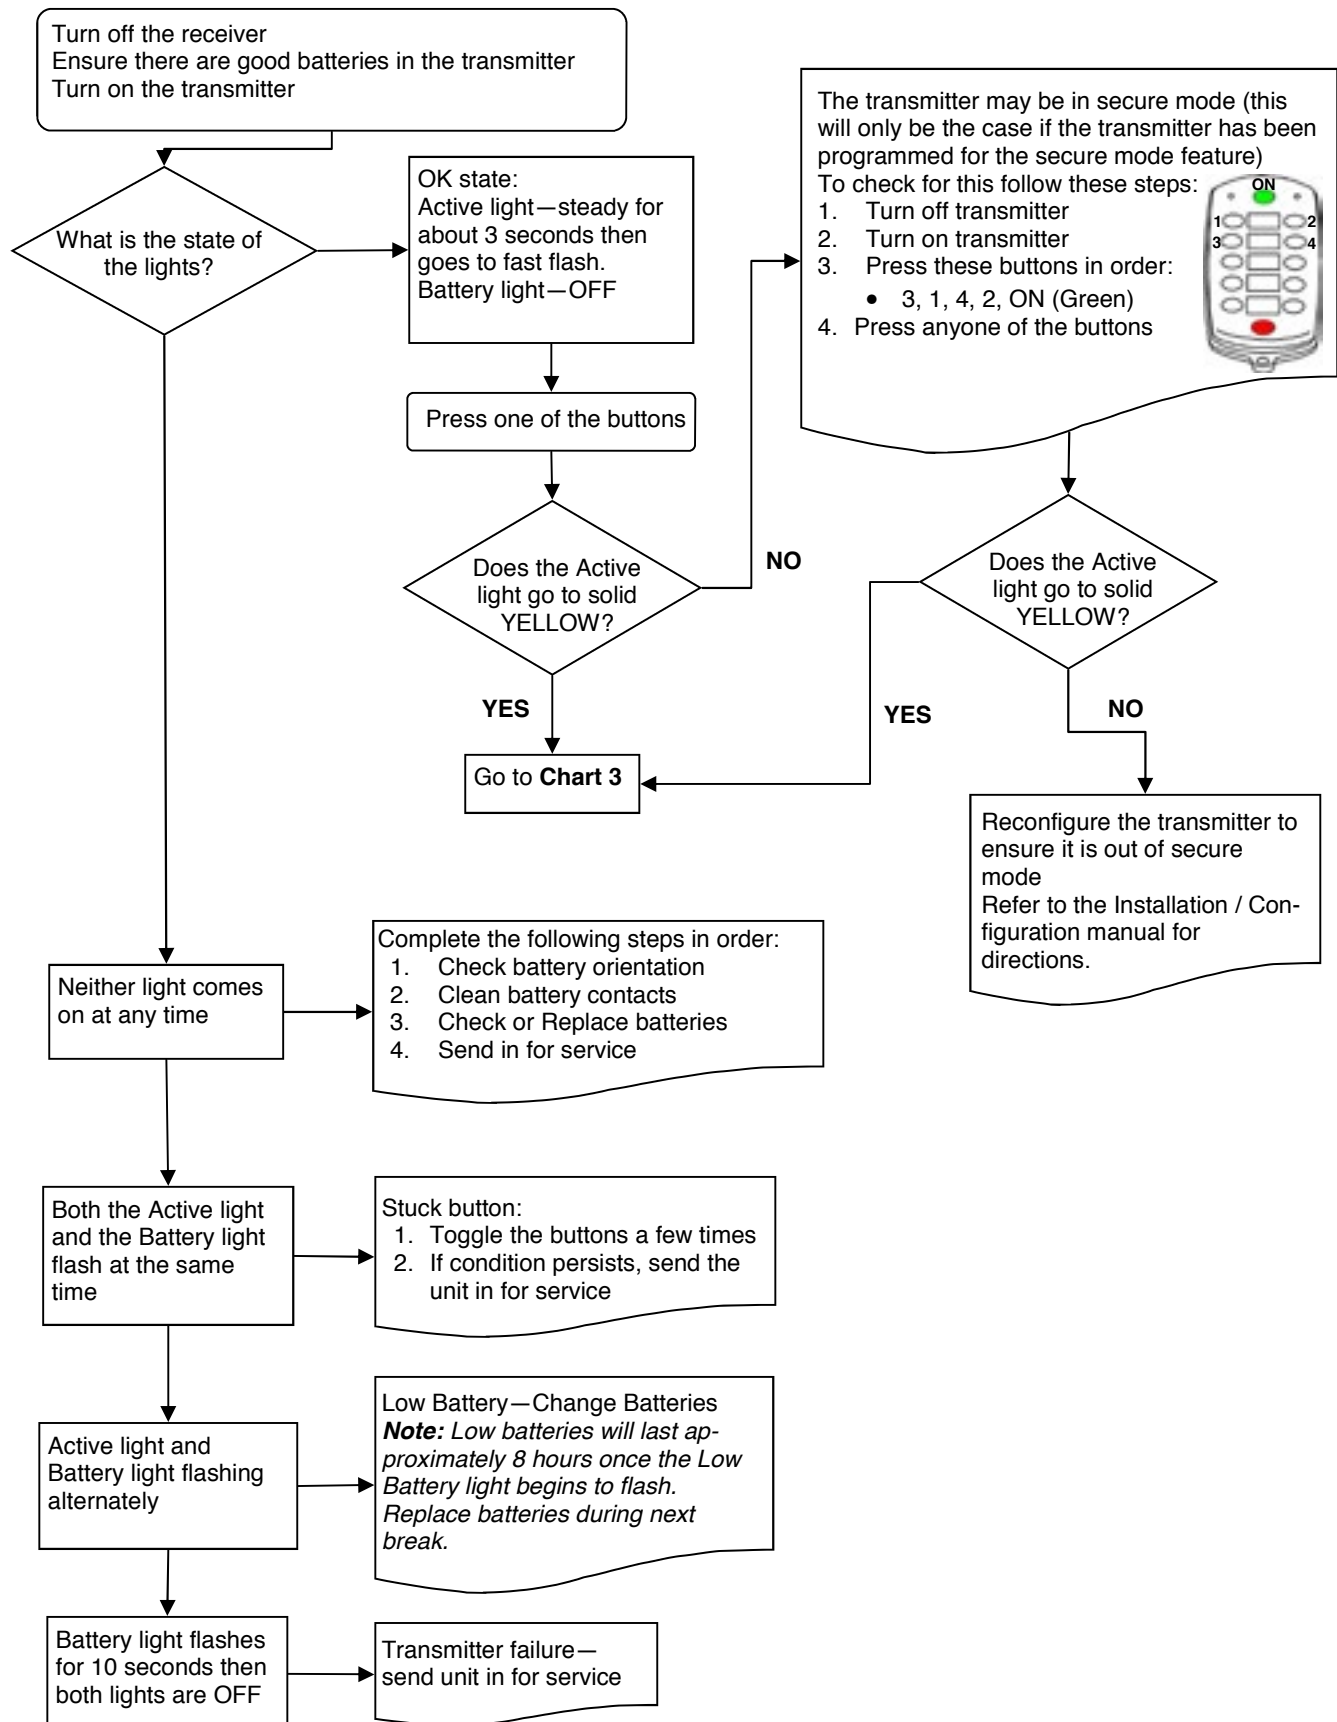 Turn off the receiver
Ensure there are good batteries in the transmitter
Turn on the transmitter
What is the state of
the lights?
OK state:
Active light—steady for
about 3 seconds then
goes to fast flash.
Battery light—OFF
Press one of the buttons
Does the Active
light go to solid
YELLOW?
NO
YES
Go to Chart 3
The transmitter may be in secure mode (this
will only be the case if the transmitter has been
programmed for the secure mode feature)
To check for this follow these steps:
1. Turn off transmitter
2. Turn on transmitter
3. Press these buttons in order:
• 3, 1, 4, 2, ON (Green)
4. Press anyone of the buttons
ON
1 2
3 4
Does the Active
light go to solid
YELLOW?
YES
NO
Reconfigure the transmitter to
ensure it is out of secure
mode
Refer to the Installation / Con-
figuration manual for
directions.
Neither light comes
on at any time
Complete the following steps in order:
1. Check battery orientation
2. Clean battery contacts
3. Check or Replace batteries
4. Send in for service
Both the Active light
and the Battery light
flash at the same
time
Stuck button:
1. Toggle the buttons a few times
2. If condition persists, send the
unit in for service
Active light and
Battery light flashing
alternately
Low Battery—Change Batteries
Note: Low batteries will last ap-
proximately 8 hours once the Low
Battery light begins to flash.
Replace batteries during next
break.
Battery light flashes
for 10 seconds then
both lights are OFF
Transmitter failure—
send unit in for service